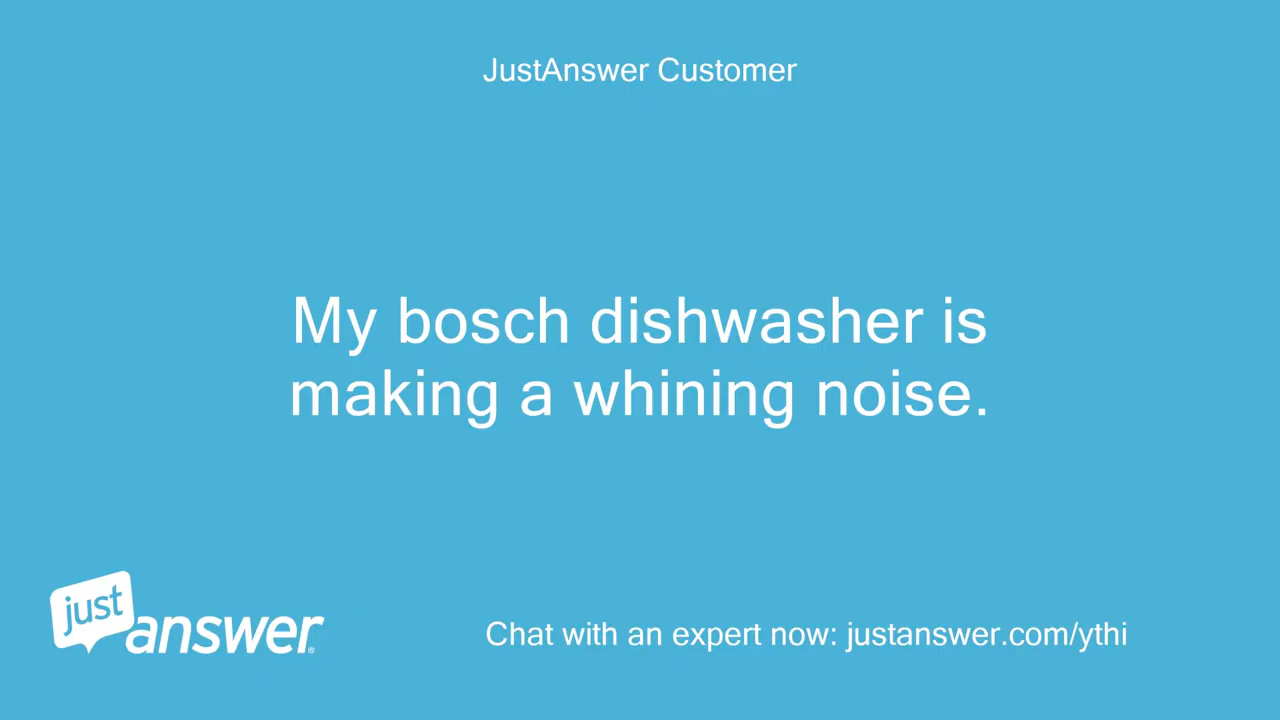 JustAnswer Customer
My bosch dishwasher is
making a whining noise.
just
answer®
Chat with an expert now: justanswer.com/ythi